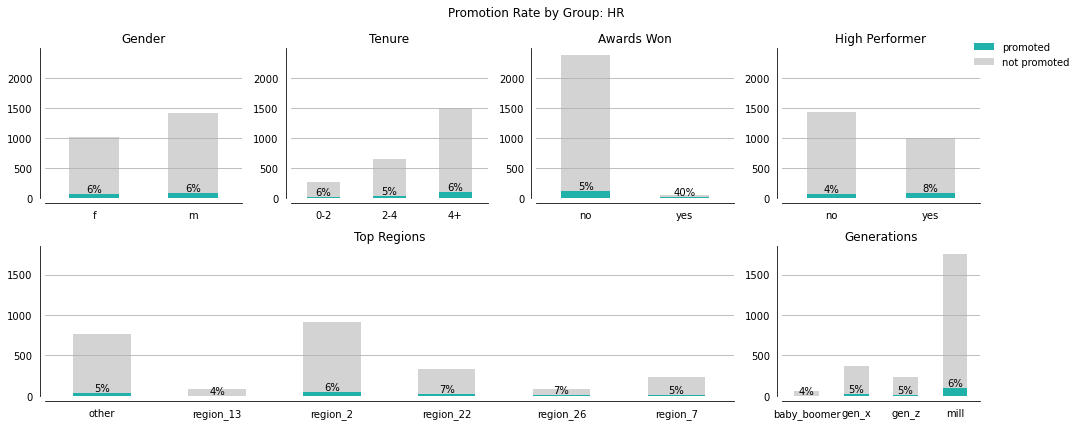 Promotion Rate by Group: HR
Gender
2000
1500
1000
500
0
6%
6%
f
m
Tenure
2000
1500
1000
500
0
6%
5%
6%
0-2
2-4
4+
Awards Won
2000
1500
1000
500
0
5%
40%
no
yes
High Performer
2000
1500
1000
500
0
4%
8%
no
yes
promoted
not promoted
Top Regions
1500
1000
500
0
5%
4%
6%
7%
7%
5%
other
region_13
region_2
region_22
region_26
region_7
Generations
1500
1000
500
0
4%
5%
5%
6%
baby_boomer
gen_x
gen_z
mill